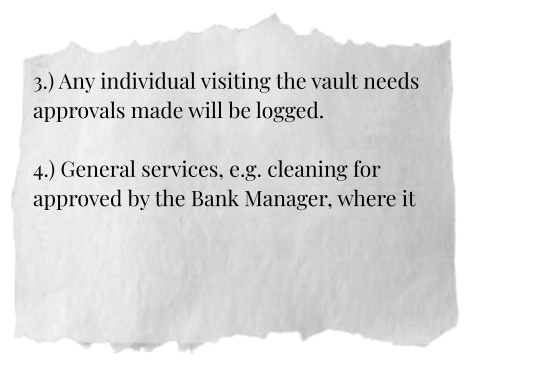 3.) Any individual visiting the vault needs
approvals made will be logged.
4.) General services, e.g. cleaning for
approved by the Bank Manager, where it